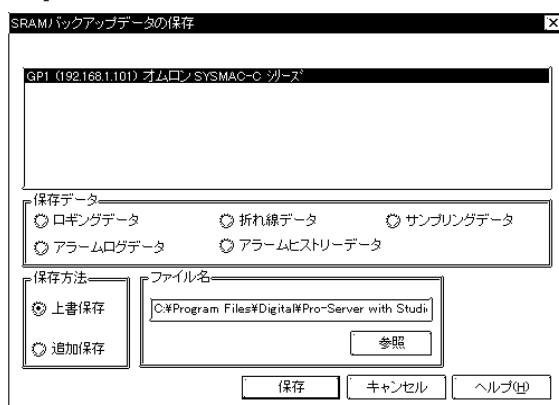 SRAMバックアップデータの保存
GP1 (192.168.1.101) オムロン SYSMAC-C シリーズ
保存データ
ロギングデータ 折れ線データ サンプリングデータ
アラームログデータ アラームヒストリーデータ
保存方法 ファイル名
上書保存 C:¥Program Files¥Digital¥Pro-Server with Studi
参照
追加保存
保存 キャンセル ヘルプ(H)